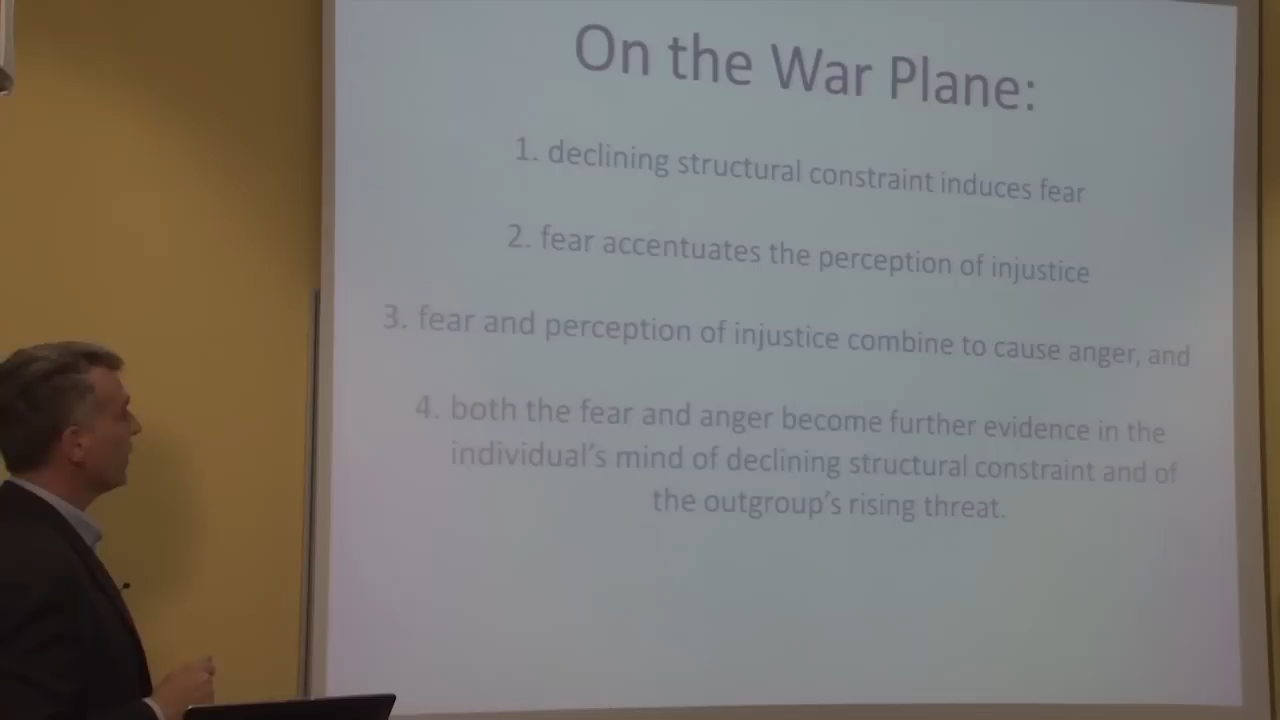 On the War Plane:
1. declining structural constraint induces fear
2. fear accentuates the perception of injustice
3. fear and perception of injustice combine to cause anger, and
4. both the fear and anger become further evidence in the
individual's mind of declining structural constraint and of
the outgroup's rising threat.